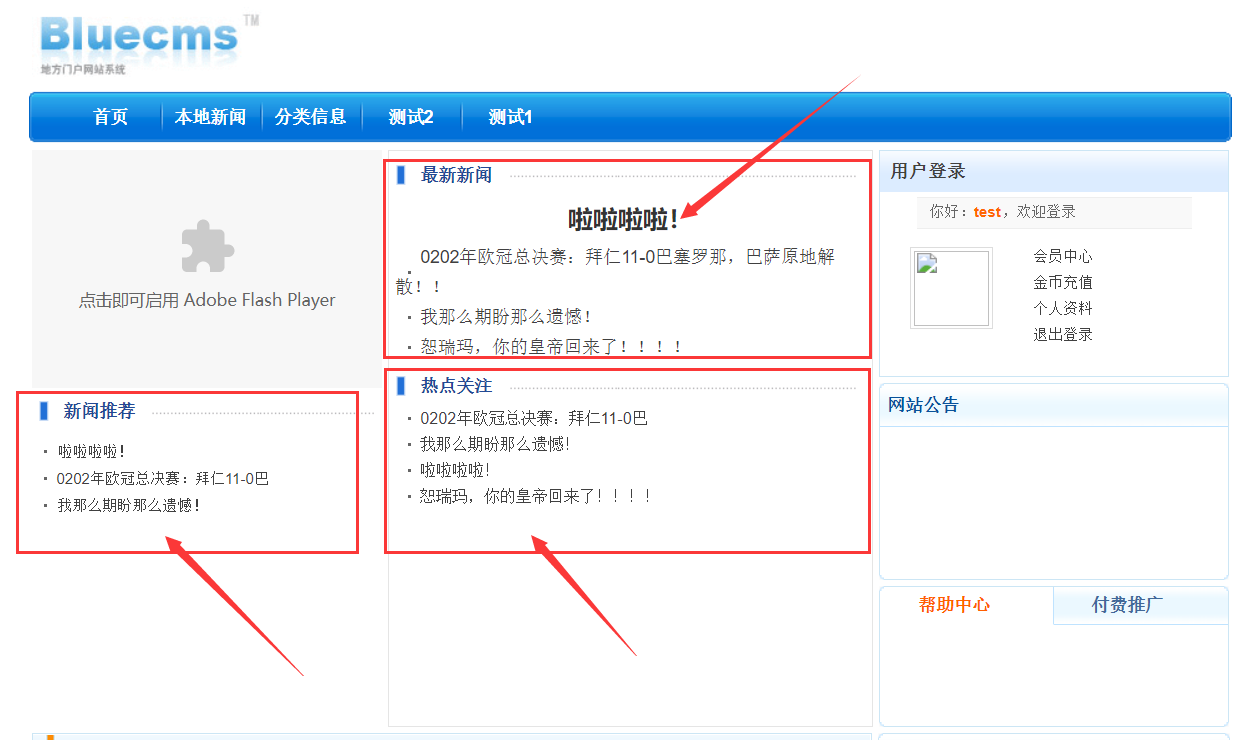 Bluecms TM
地方门户网站系统
首页 本地新闻 分类信息 测试2 测试1
点击即可启用 Adobe Flash Player
新闻推荐
· 啦啦啦啦！
· 0202年欧冠总决赛：拜仁11-0巴
· 我那么期盼那么遗憾！
最新新闻
啦啦啦啦！
· 0202年欧冠总决赛：拜仁11-0巴塞罗那，巴萨原地解
散！！
· 我那么期盼那么遗憾！
· 恕瑞玛，你的皇帝回来了！！！！
热点关注
· 0202年欧冠总决赛：拜仁11-0巴
· 我那么期盼那么遗憾！
· 啦啦啦啦！
· 恕瑞玛，你的皇帝回来了！！！！
用户登录
你好：test，欢迎登录
会员中心
金币充值
个人资料
退出登录
网站公告
帮助中心 付费推广